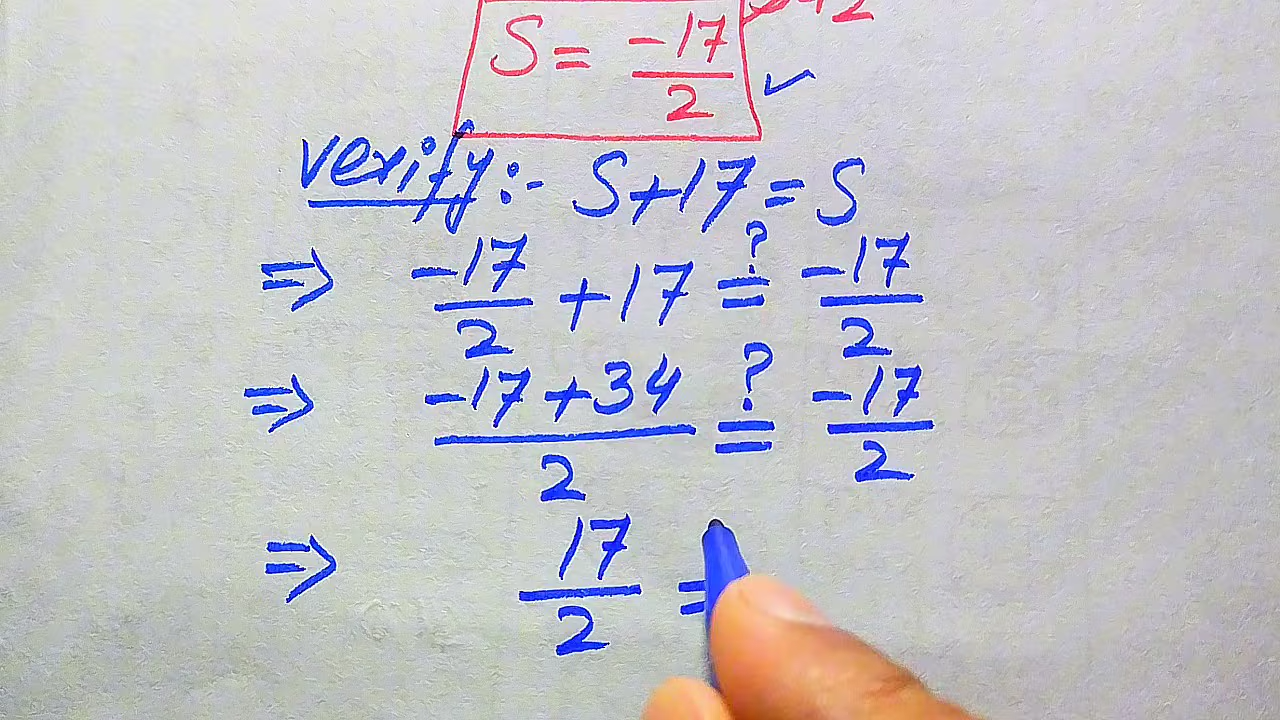 S = -17/2 ✓
verify:- S+17 = S
⇒ -17/2 + 17 ≟ -17/2
⇒ (-17+34)/2 ≟ -17/2
⇒ 17/2 =